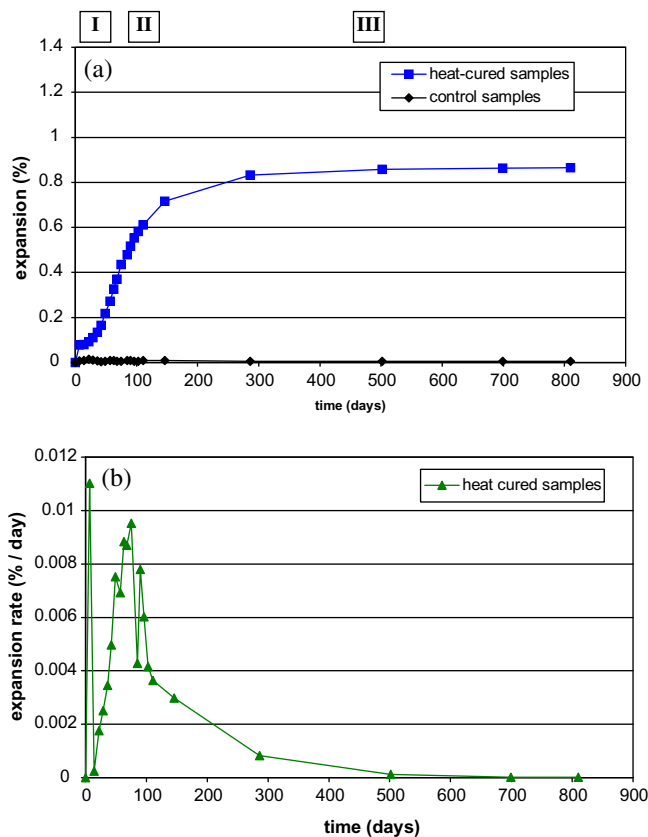 I II III
(a)
heat-cured samples
control samples
expansion (%)
1.4
1.2
1
0.8
0.6
0.4
0.2
0
0 100 200 300 400 500 600 700 800 900
time (days)
(b)
heat cured samples
expansion rate (% / day)
0.012
0.01
0.008
0.006
0.004
0.002
0
0 100 200 300 400 500 600 700 800 900
time (days)